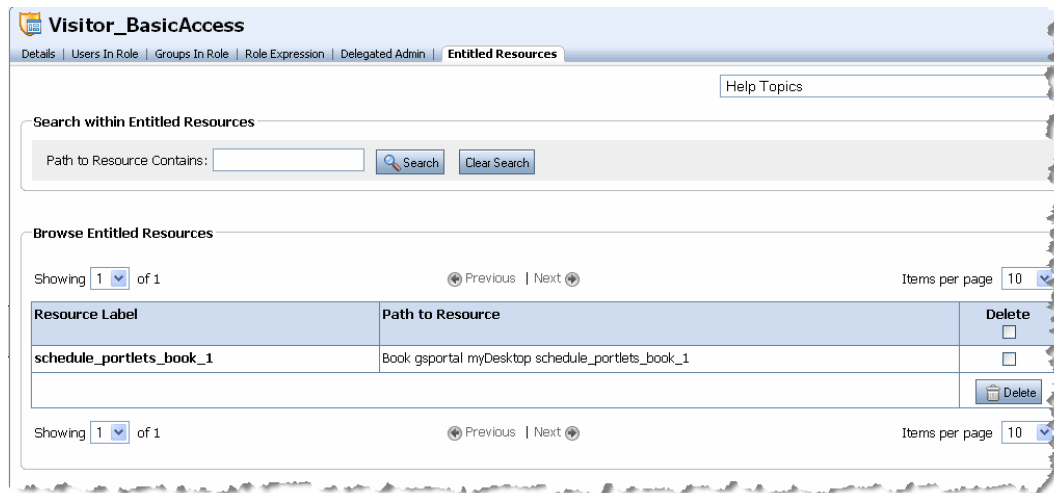 Visitor_BasicAccess
Details | Users In Role | Groups In Role | Role Expression | Delegated Admin | Entitled Resources
Help Topics
Search within Entitled Resources
Path to Resource Contains: Search Clear Search
Browse Entitled Resources
Showing 1 of 1 Previous | Next Items per page 10
Resource Label Path to Resource Delete
schedule_portlets_book_1 Book gsportal myDesktop schedule_portlets_book_1
Delete
Showing 1 of 1 Previous | Next Items per page 10